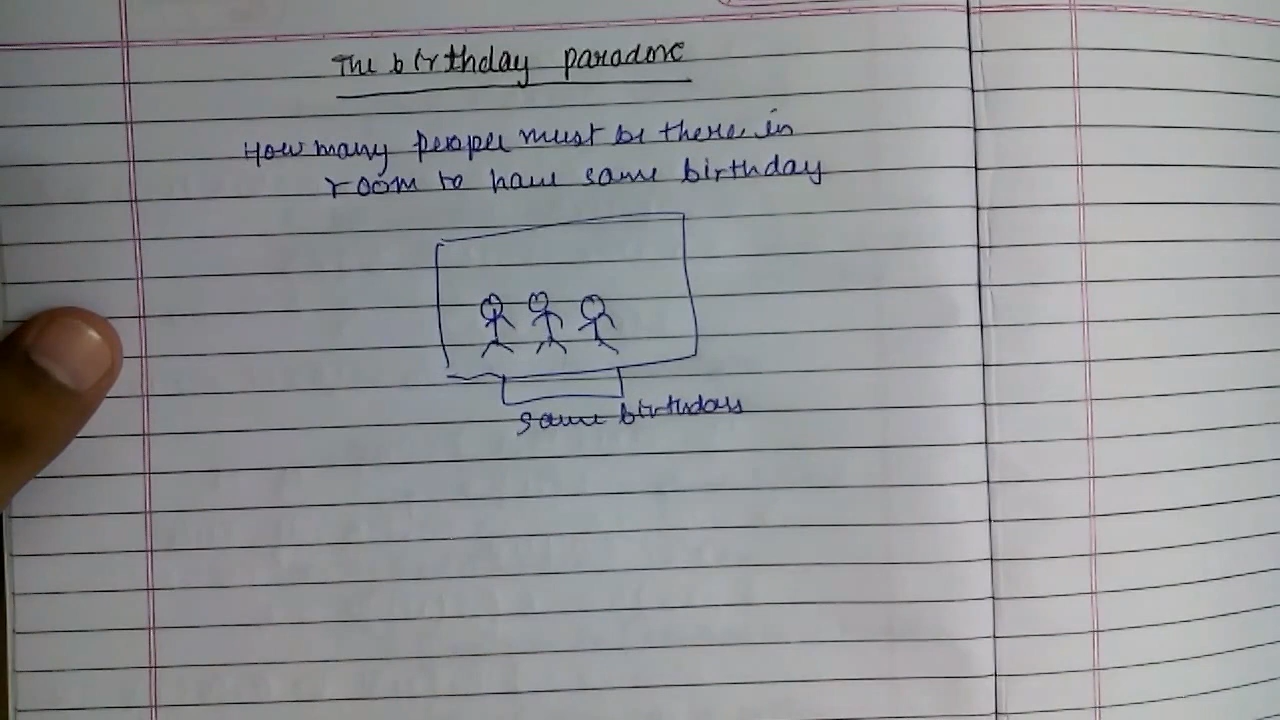 The birthday paradox
How many people must be there in
room to have same birthday
same birthdays